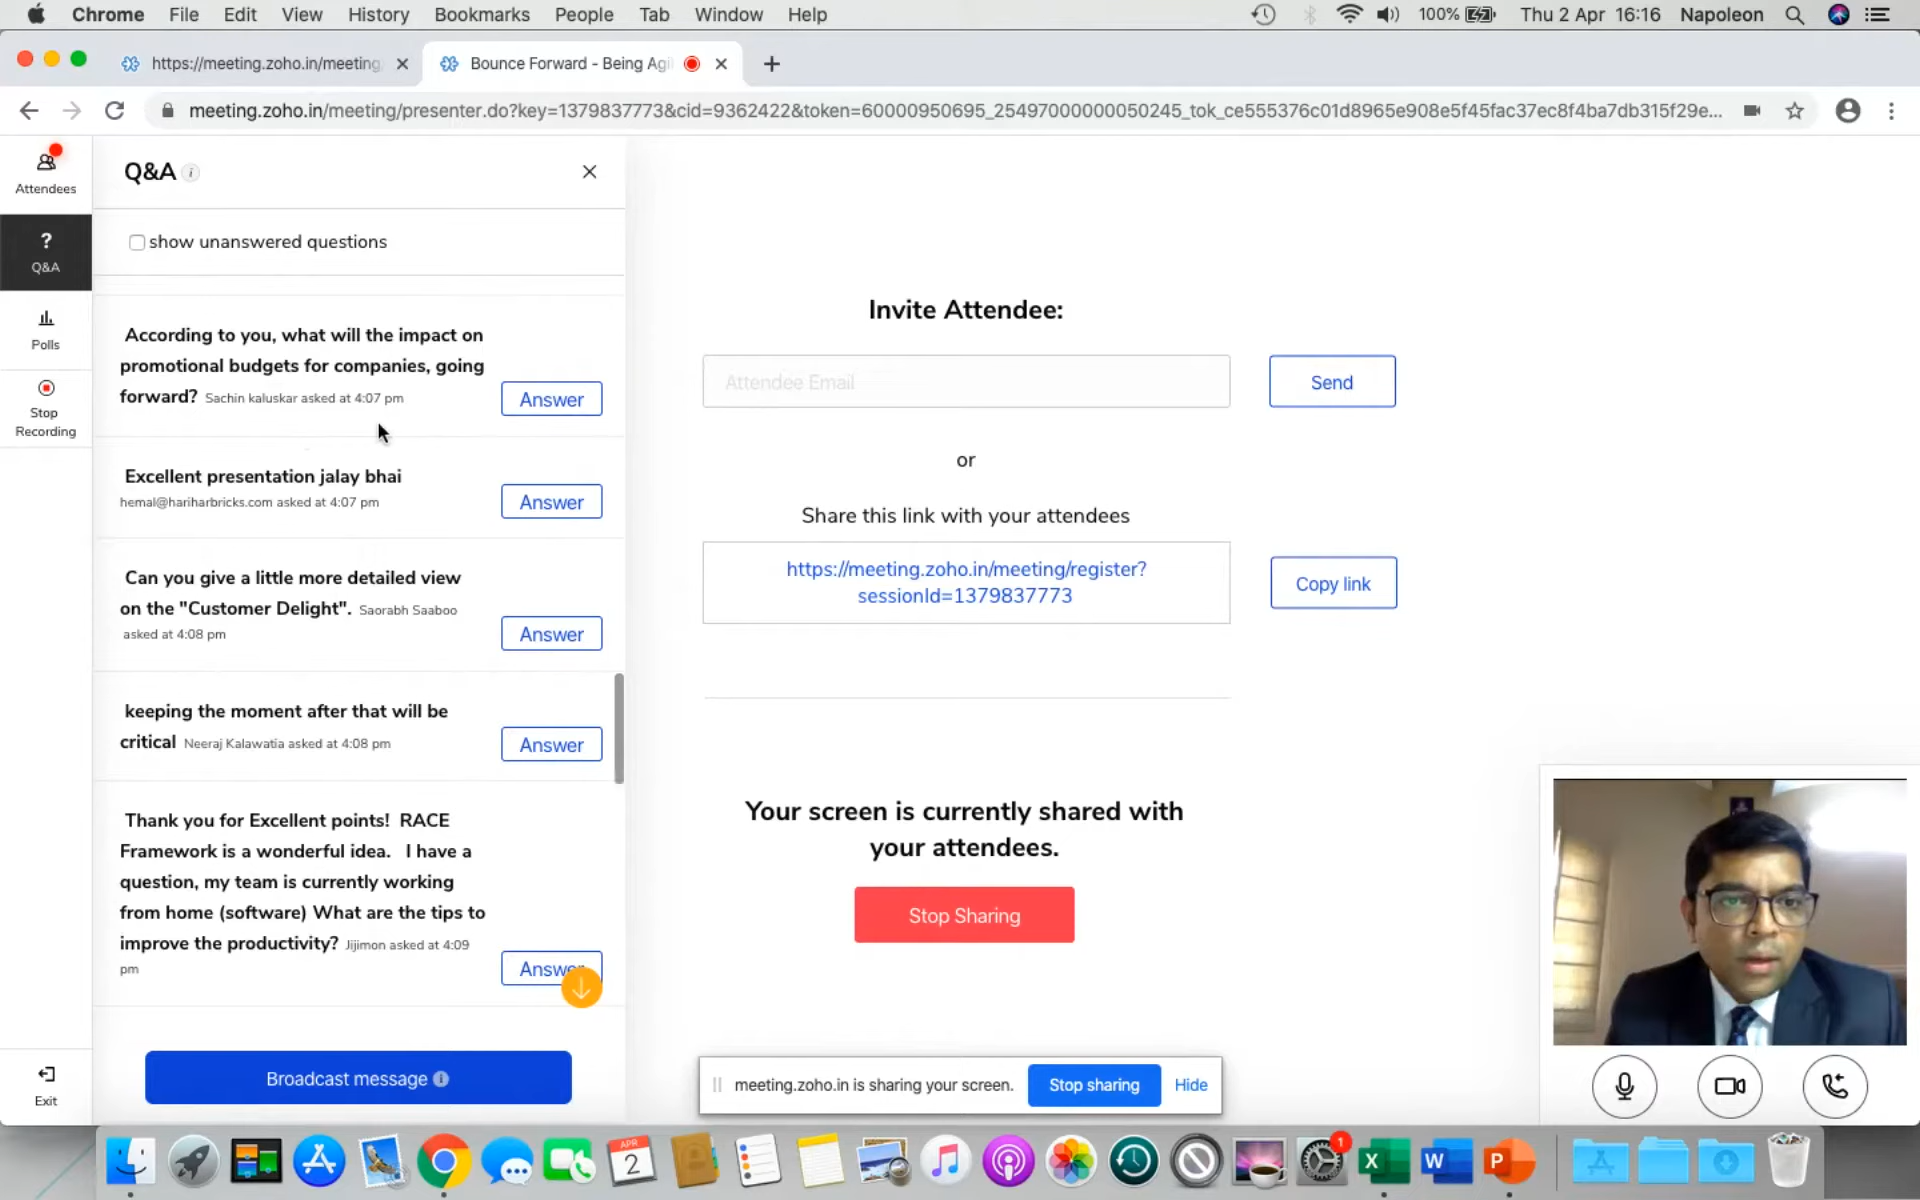 Chrome File Edit View History Bookmarks People Tab Window Help 100% Thu 2 Apr 16:16 Napoleon
https://meeting.zoho.in/meeting
Bounce Forward - Being Agi
meeting.zoho.in/meeting/presenter.do?key=1379837773&cid=9362422&token=60000950695_25497000000050245_tok_ce555376c01d8965e908e5f45fac37ec8f4ba7db315f29e...
Attendees
?
Q&A
Polls
Stop
Recording
Exit
Q&A i
show unanswered questions
According to you, what will the impact on
promotional budgets for companies, going
forward? Sachin kaluskar asked at 4:07 pm
Answer
Excellent presentation jalay bhai
hemal@hariharbricks.com asked at 4:07 pm
Answer
Can you give a little more detailed view
on the "Customer Delight". Saorabh Saaboo
asked at 4:08 pm
Answer
keeping the moment after that will be
critical Neeraj Kalawatia asked at 4:08 pm
Answer
Thank you for Excellent points! RACE
Framework is a wonderful idea. I have a
question, my team is currently working
from home (software) What are the tips to
improve the productivity? Jijimon asked at 4:09
pm
Answer
Broadcast message i
Invite Attendee:
Attendee Email
Send
or
Share this link with your attendees
https://meeting.zoho.in/meeting/register?
sessionId=1379837773
Copy link
Your screen is currently shared with
your attendees.
Stop Sharing
meeting.zoho.in is sharing your screen. Stop sharing Hide
APR
2
1
X
W
P